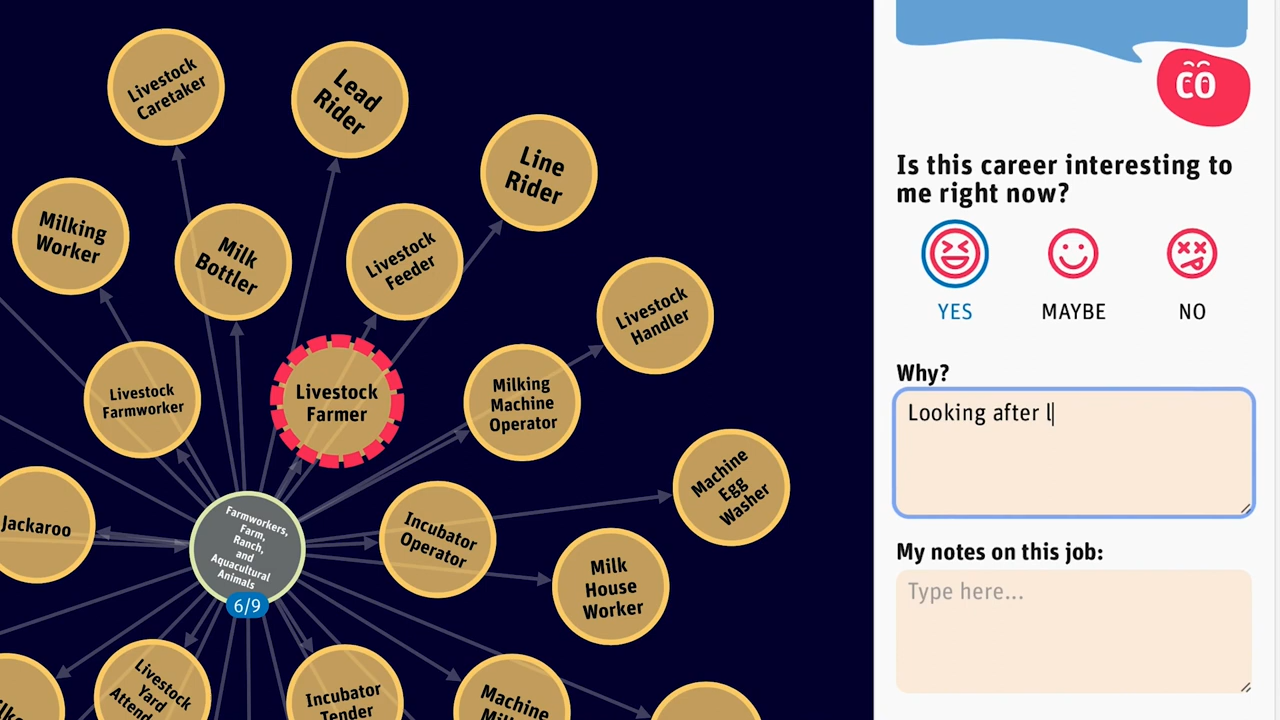 Livestock
Caretaker
Lead
Rider
Line
Rider
Milking
Worker
Milk
Bottler
Livestock
Feeder
Livestock
Handler
Livestock
Farmworker
Livestock
Farmer
Milking
Machine
Operator
Machine
Egg
Washer
Jackaroo
Farmworkers,
Farm,
Ranch,
and
Aquacultural
Animals
6/9
Incubator
Operator
Milk
House
Worker
Livestock
Yard
Incubator
Tender
Machine
CO
Is this career interesting to
me right now?
YES MAYBE NO
Why?
Looking after l
My notes on this job:
Type here...